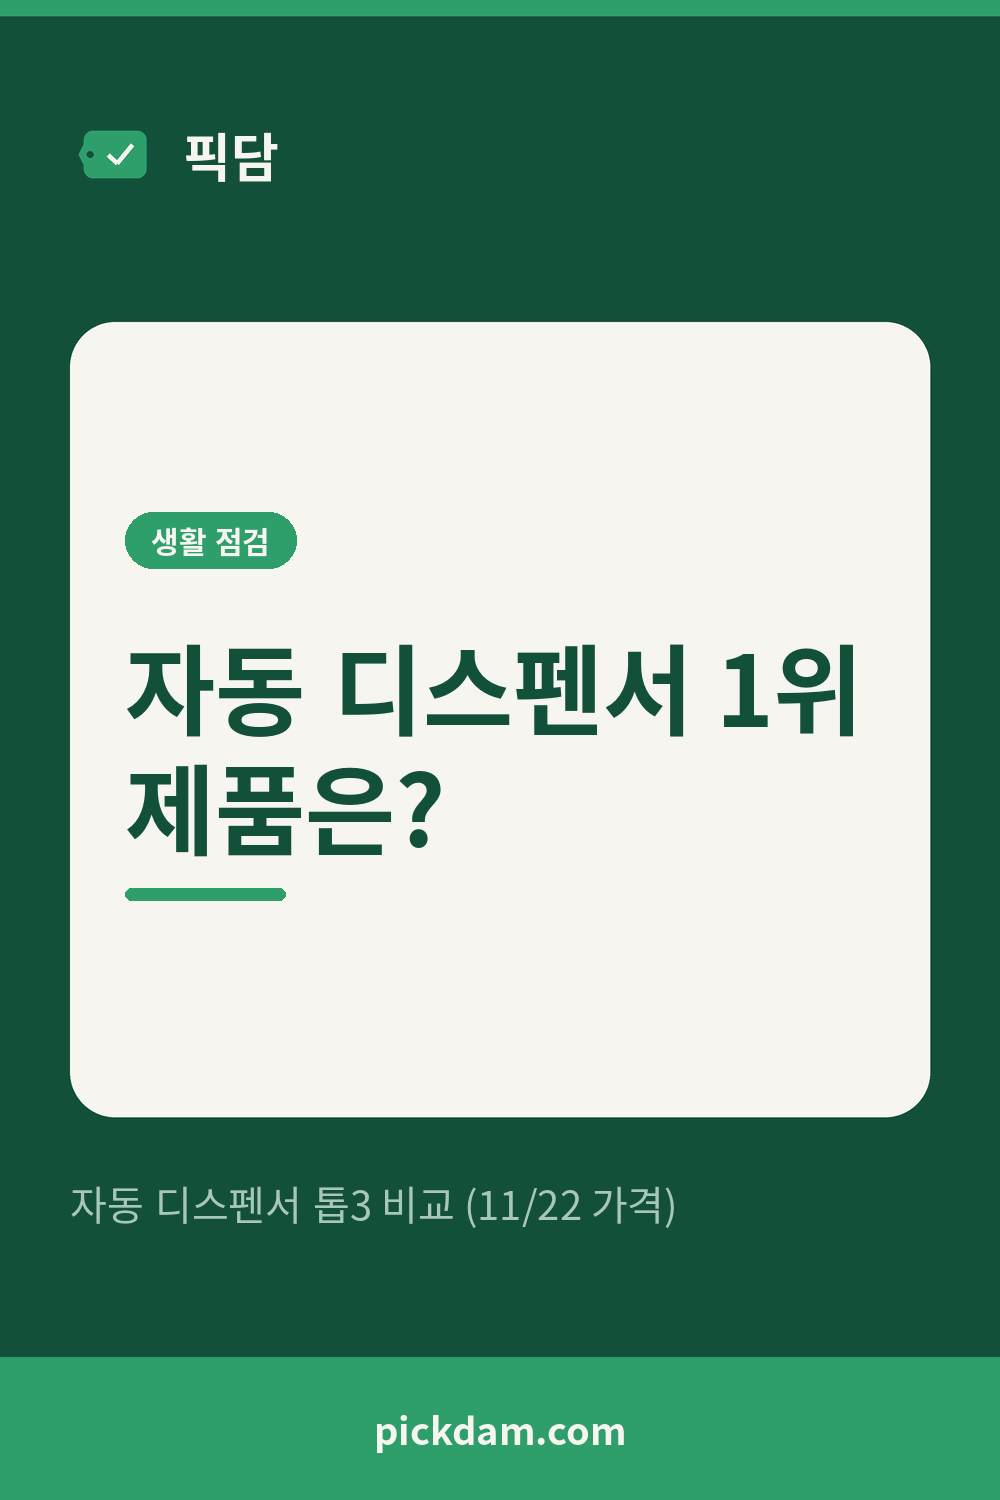 픽담
생활 점검
자동 디스펜서 1위
제품은?
자동 디스펜서 톱3 비교 (11/22 가격)
pickdam.com